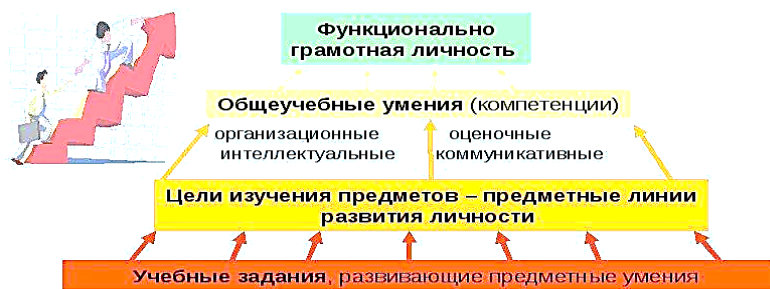 Функционально
грамотная личность
Общеучебные умения (компетенции)
организационные оценочные
интеллектуальные коммуникативные
Цели изучения предметов – предметные линии
развития личности
Учебные задания, развивающие предметные умения